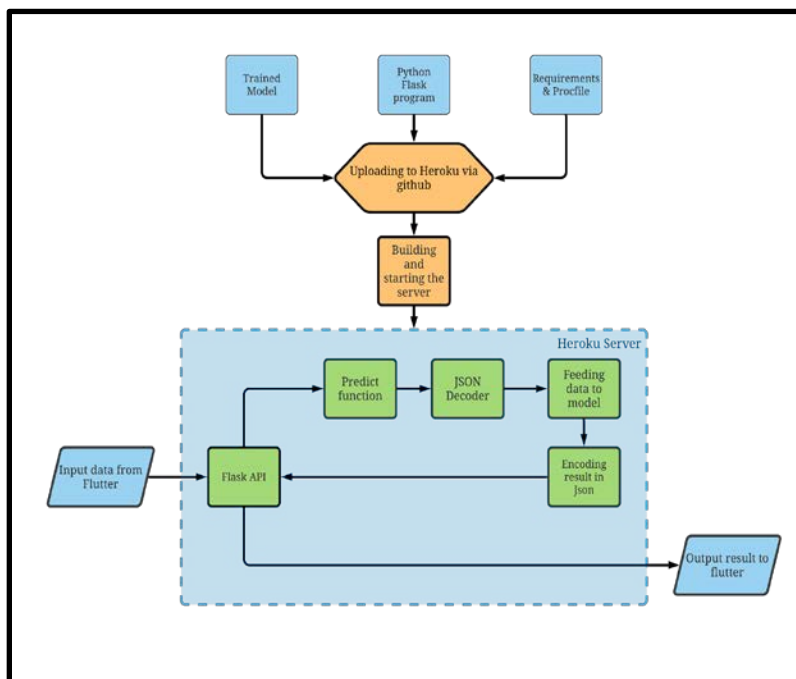 Trained
Model
Python
Flask
program
Requirements
& Procfile
Uploading to Heroku via
github
Building
and
starting the
server
Heroku Server
Predict
function
JSON
Decoder
Feeding
data to
model
Input data from
Flutter
Flask API
Encoding
result in
Json
Output result to
flutter